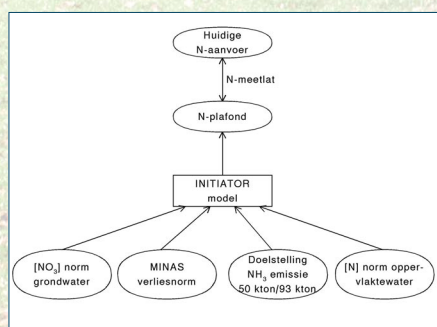 Huidige
N-aanvoer
N-meetlat
N-plafond
INITIATOR
model
[NO₃] norm
grondwater
MINAS
verliesnorm
Doelstelling
NH₃ emissie
50 kton/93 kton
[N] norm opper-
vlaktewater